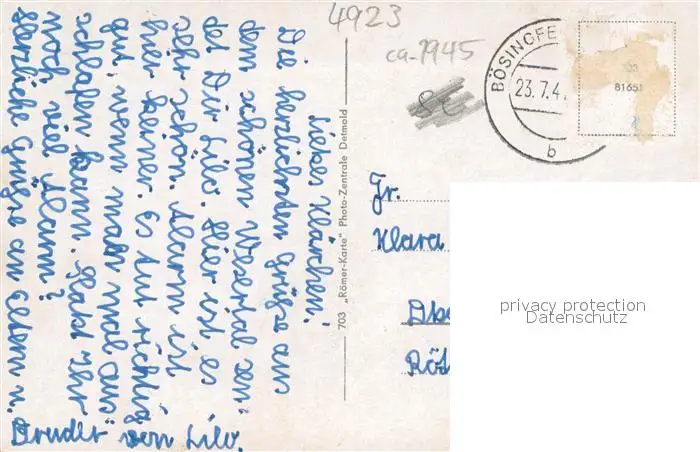 4923
ca-1945
BÖSINGFE
23.7.4
b
81651
Liebes Klärchen!
Die herzlichsten Grüße aus
dem schönen Wesertal sen-
det Dir Lilo. Hier ist es
sehr schön. Alarm ist
hier keiner. Es tut richtig
gut, wenn man mal aus-
schlafen kann. Habt Ihr
noch viel Alarm?
Herzliche Grüße an Eltern u.
Bruder von Lilo.
703 „Römer-Karte" Photo-Zentrale Detmold
Fr.
Klara
Röt
privacy protection
Datenschutz